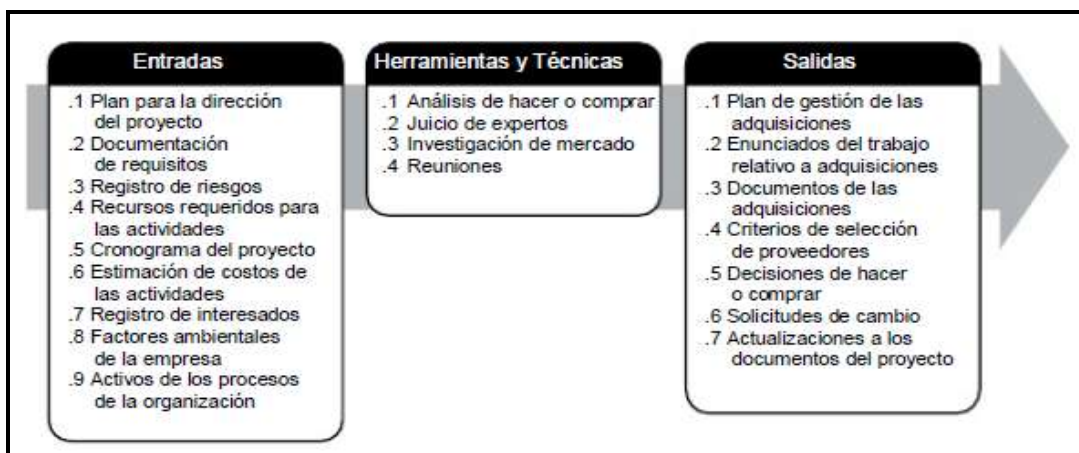 Entradas
.1 Plan para la dirección
del proyecto
.2 Documentación
de requisitos
.3 Registro de riesgos
.4 Recursos requeridos para
las actividades
.5 Cronograma del proyecto
.6 Estimación de costos de
las actividades
.7 Registro de interesados
.8 Factores ambientales
de la empresa
.9 Activos de los procesos
de la organización
Herramientas y Técnicas
.1 Análisis de hacer o comprar
.2 Juicio de expertos
.3 Investigación de mercado
.4 Reuniones
Salidas
.1 Plan de gestión de las
adquisiciones
.2 Enunciados del trabajo
relativo a adquisiciones
.3 Documentos de las
adquisiciones
.4 Criterios de selección
de proveedores
.5 Decisiones de hacer
o comprar
.6 Solicitudes de cambio
.7 Actualizaciones a los
documentos del proyecto